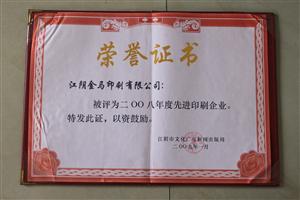 荣誉证书
江阴金马印刷有限公司：
被评为二〇〇八年度先进印刷企业。
特发此证，以资鼓励。
江阴市文化广电新闻出版局
二〇〇九年一月